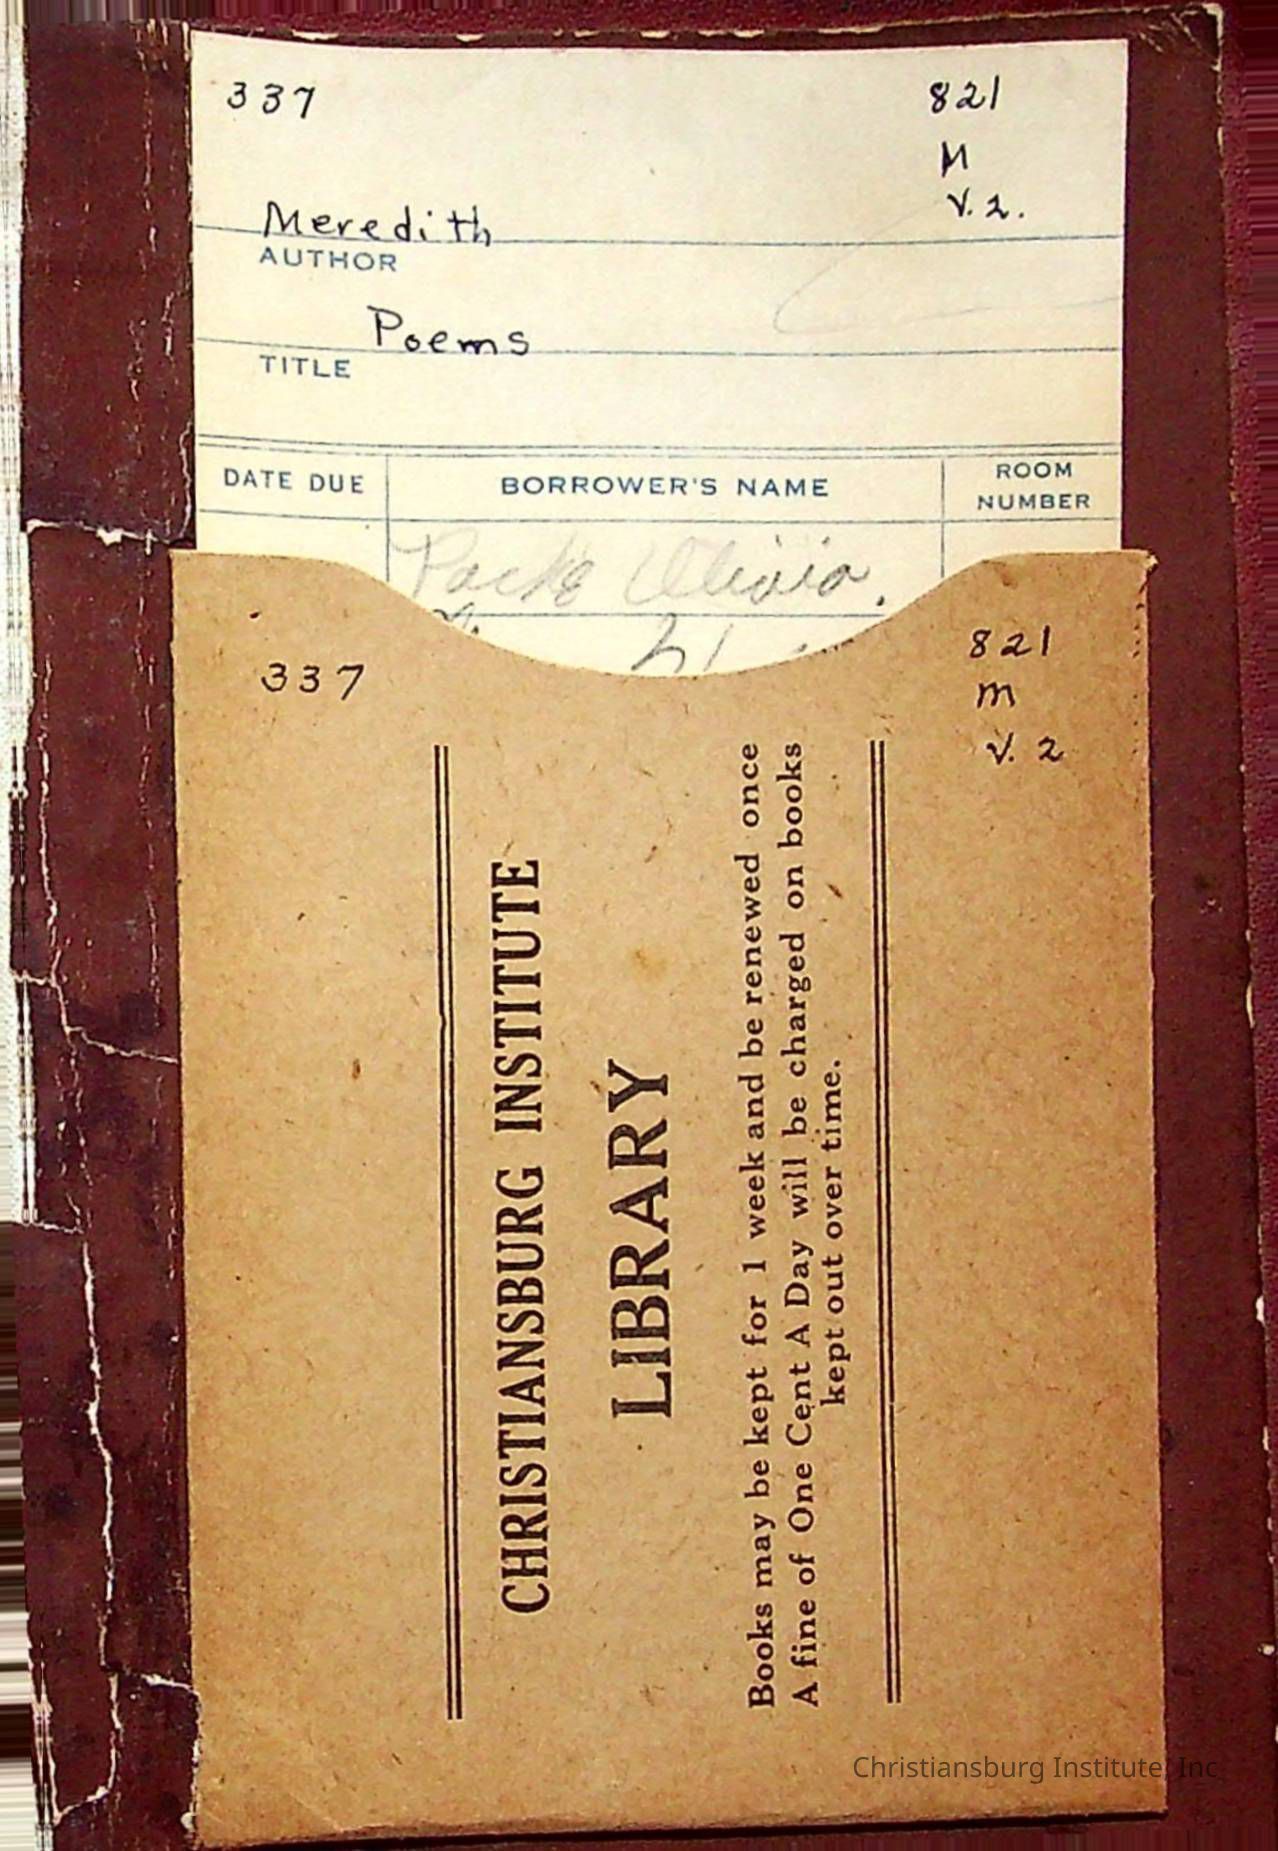 337
821
M
v. 2.
Meredith
AUTHOR
Poems
TITLE
DATE DUE
BORROWER'S NAME
ROOM NUMBER
337
821
m
v. 2
CHRISTIANSBURG INSTITUTE
LIBRARY
Books may be kept for 1 week and be renewed once
A fine of One Cent A Day will be charged on books
kept out over time.
Christiansburg Institute, Inc